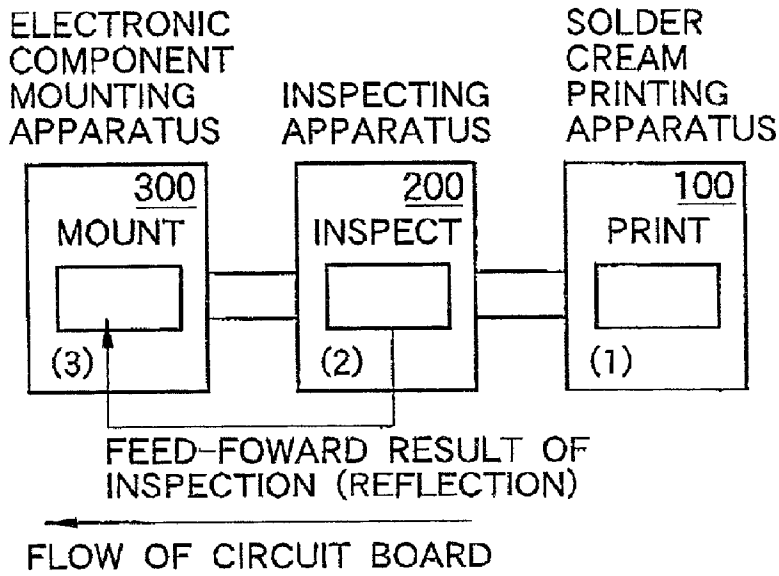 ELECTRONIC
COMPONENT
MOUNTING
APPARATUS
INSPECTING
APPARATUS
SOLDER
CREAM
PRINTING
APPARATUS
300
MOUNT
(3)
200
INSPECT
(2)
100
PRINT
(1)
FEED-FOWARD RESULT OF
INSPECTION (REFLECTION)
FLOW OF CIRCUIT BOARD